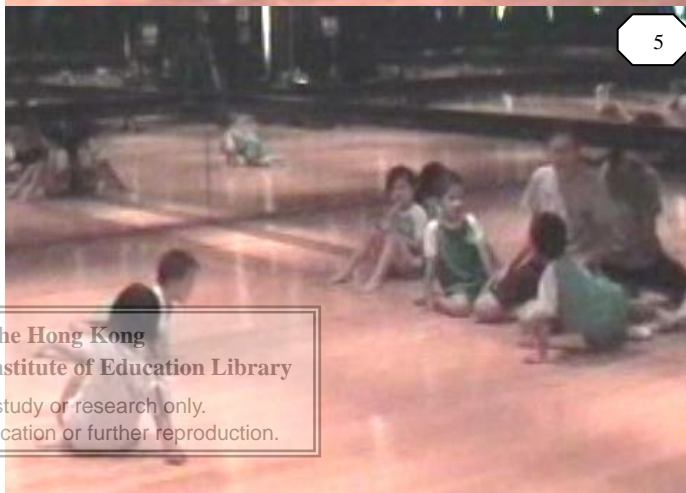 5
he Hong Kong
stitute of Education Library
study or research only.
cation or further reproduction.